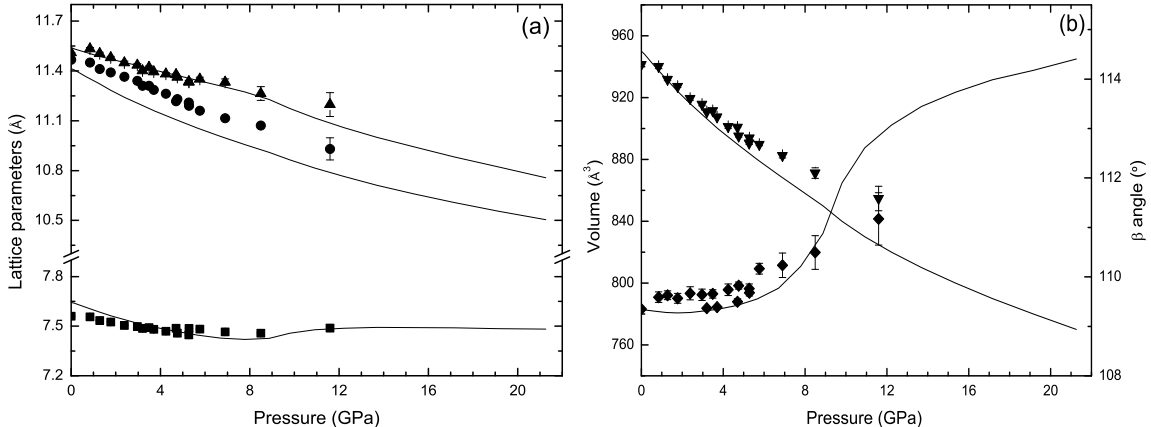 (a)
Lattice parameters (Å)
11.7
11.4
11.1
10.8
10.5
7.8
7.5
7.2
0 4 8 12 16 20
Pressure (GPa)
(b)
Volume (Å³)
960
920
880
840
800
760
0 4 8 12 16 20
Pressure (GPa)
114
112
110
108
β angle (º)